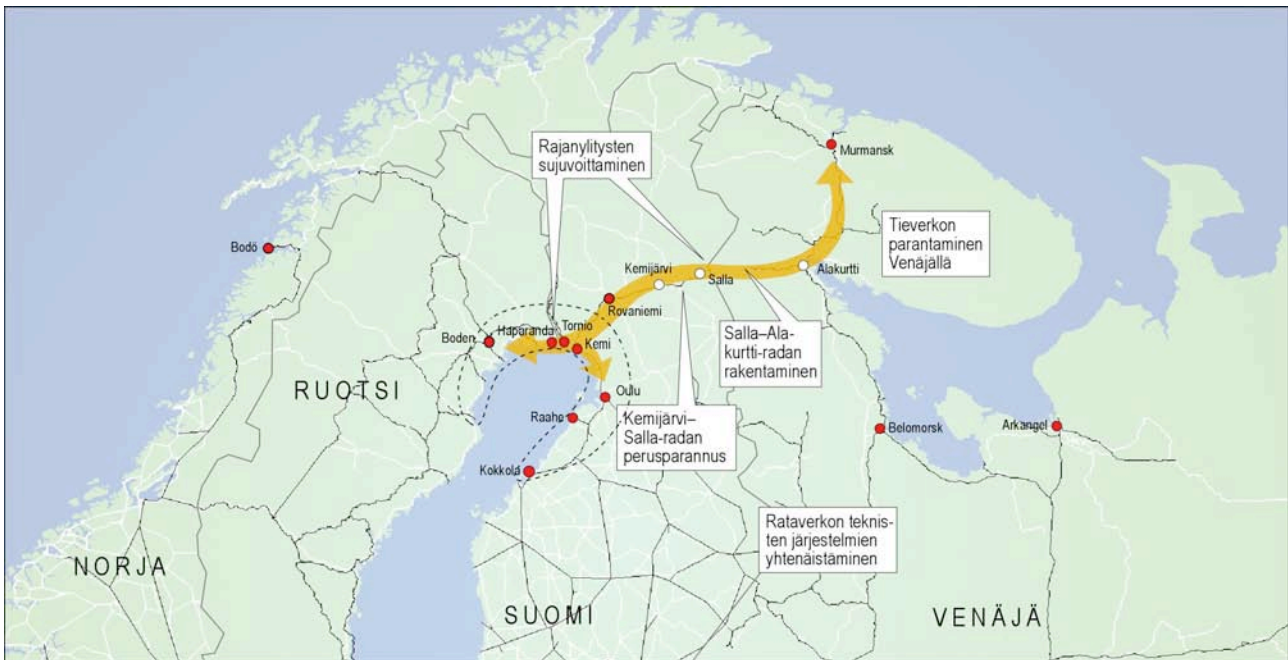 Rajanylitysten
sujuvoittaminen
Murmansk
Tieverkon
parantaminen
Venäjällä
Bodö
Kemijärvi
Salla
Alakurtti
Rovaniemi
Boden
Haparanda
Tornio
Kemi
Salla–Ala-
kurtti-radan
rakentaminen
RUOTSI
Oulu
Raahe
Kemijärvi–
Salla-radan
perusparannus
Belomorsk
Arkangel
Kokkola
Rataverkon teknis-
ten järjestelmien
yhtenäistäminen
NORJA
SUOMI
VENÄJÄ